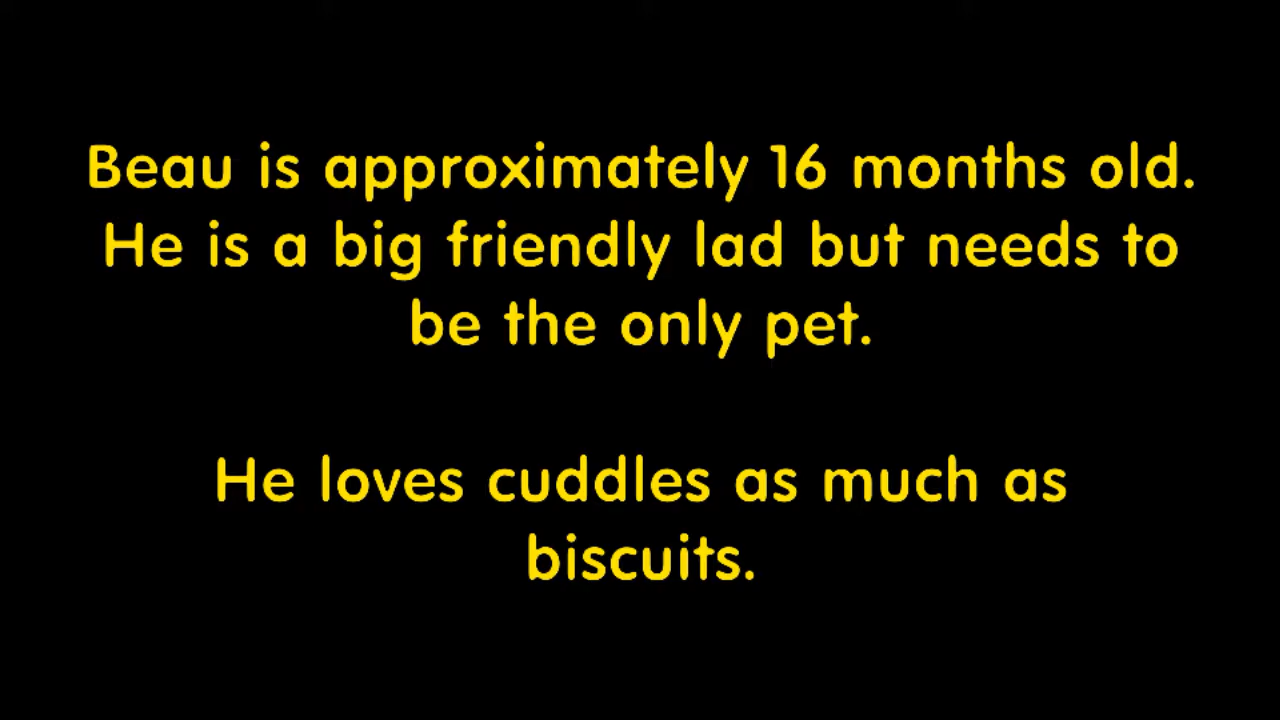 Beau is approximately 16 months old.
He is a big friendly lad but needs to
be the only pet.
He loves cuddles as much as
biscuits.